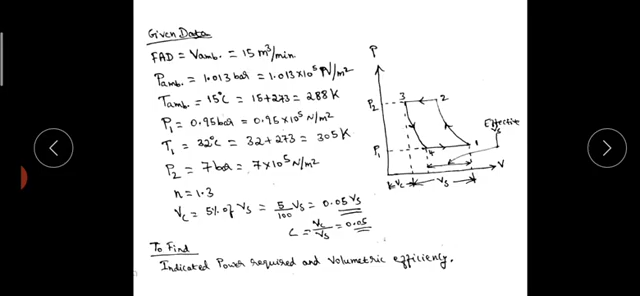 Given Data
FAD = Vamb. = 15 m³/min
Pamb. = 1.013 bar = 1.013×10⁵ N/m²
Tamb. = 15°C = 15+273 = 288 K
P₁ = 0.95 bar = 0.95×10⁵ N/m²
T₁ = 32°C = 32+273 = 305 K
P₂ = 7 bar = 7×10⁵ N/m²
n = 1.3
Vc = 5% of Vs = 5/100 Vs = 0.05 Vs
C = Vc/Vs = 0.05
To Find
Indicated Power required and Volumetric efficiency.
P
3 2
P₂
Effective
Vs
P₁ 4 1
V
Vc Vs